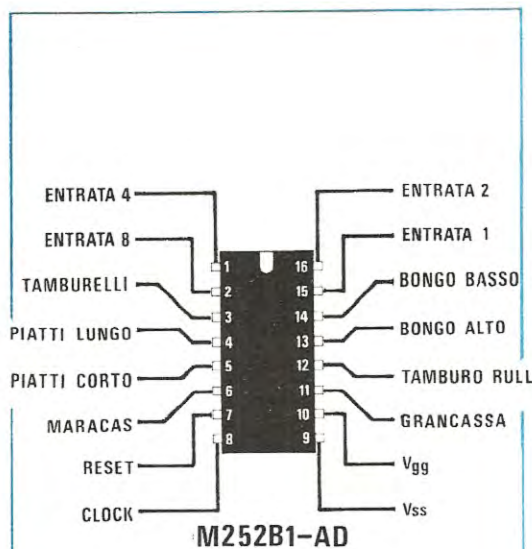 ENTRATA 4
ENTRATA 8
TAMBURELLI
PIATTI LUNGO
PIATTI CORTO
MARACAS
RESET
CLOCK
1
2
3
4
5
6
7
8
16
15
14
13
12
11
10
9
ENTRATA 2
ENTRATA 1
BONGO BASSO
BONGO ALTO
TAMBURO RULL
GRANCASSA
Vgg
Vss
M252B1-AD